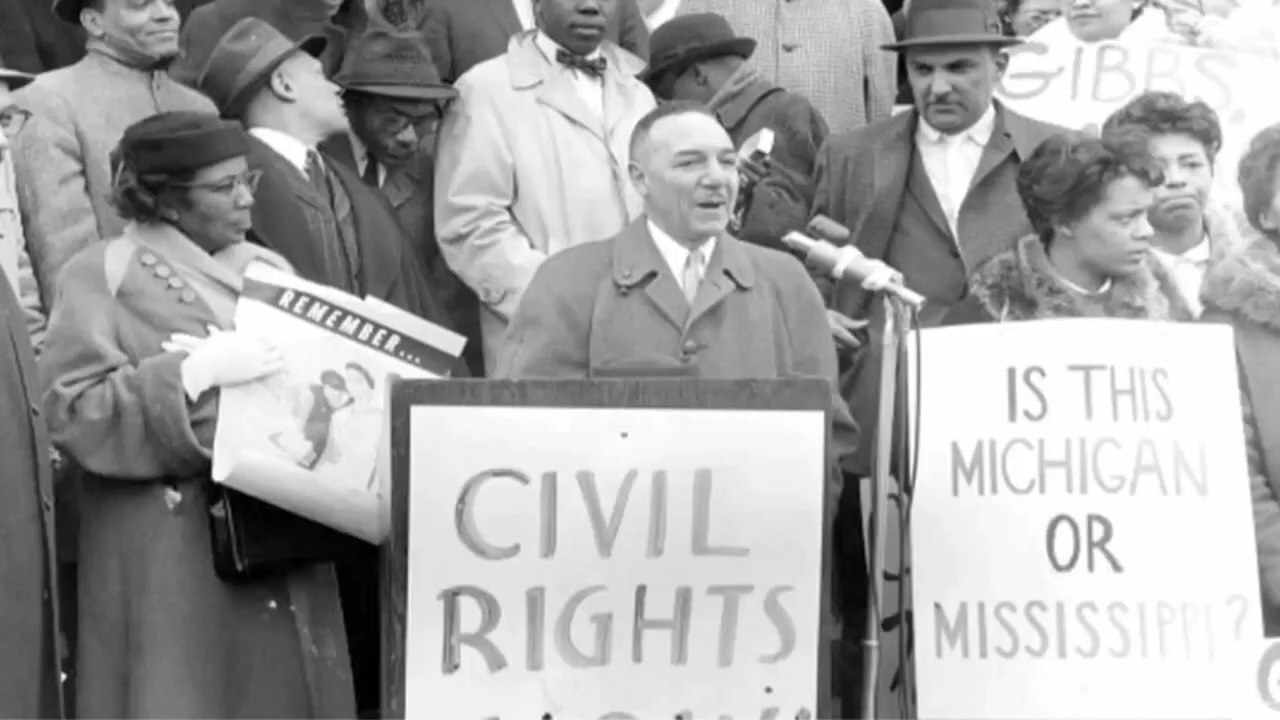 GIBBS
REMEMBER...
CIVIL
RIGHTS
IS THIS
MICHIGAN
OR
MISSISSIPPI?